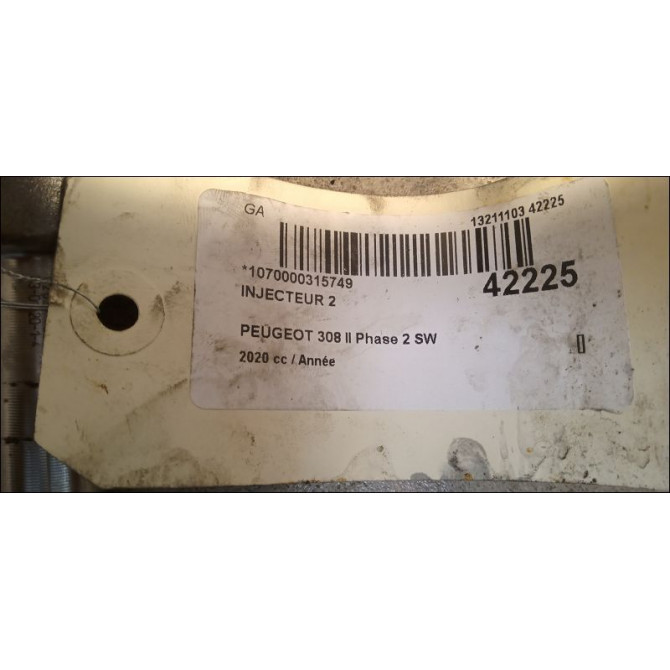 GA
13211103 42225
*1070000315749
42225
INJECTEUR 2
PEUGEOT 308 II Phase 2 SW
2020 cc / Année